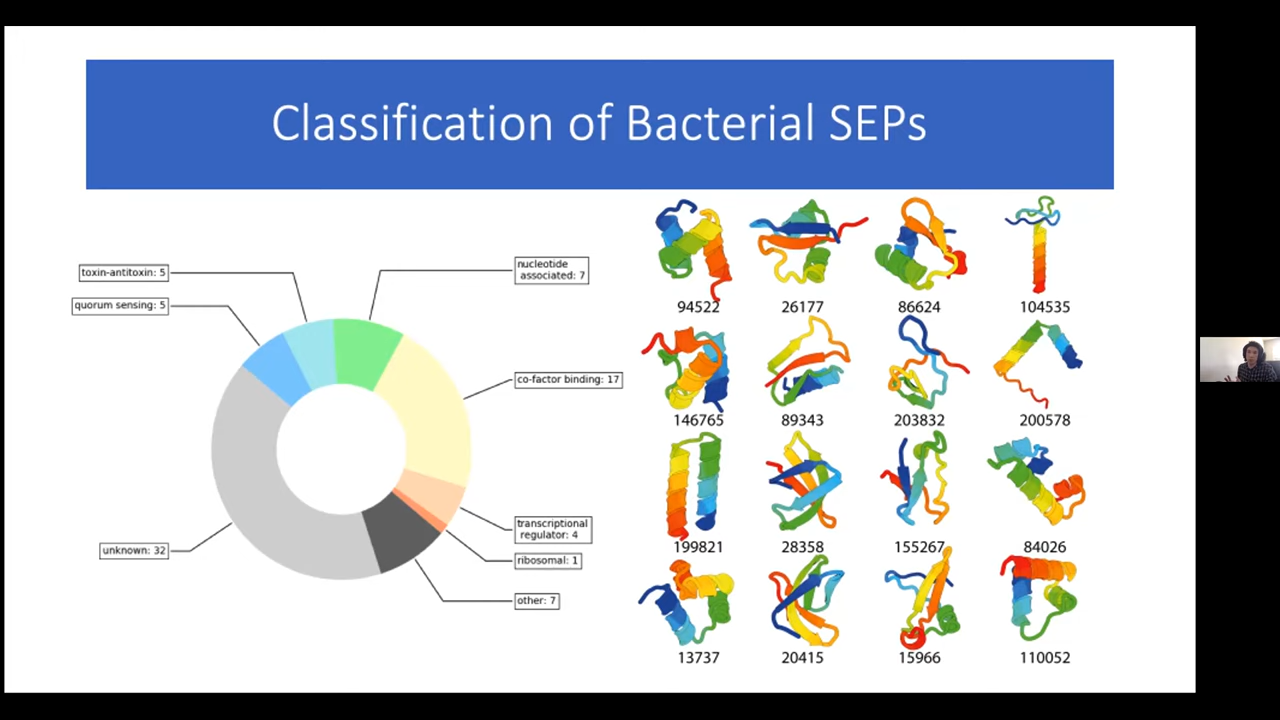 Classification of Bacterial SEPs
toxin-antitoxin: 5
quorum sensing: 5
unknown: 32
nucleotide
associated: 7
co-factor binding: 17
transcriptional
regulator: 4
ribosomal: 1
other: 7
94522
26177
86624
104535
146765
89343
203832
200578
199821
28358
155267
84026
13737
20415
15966
110052